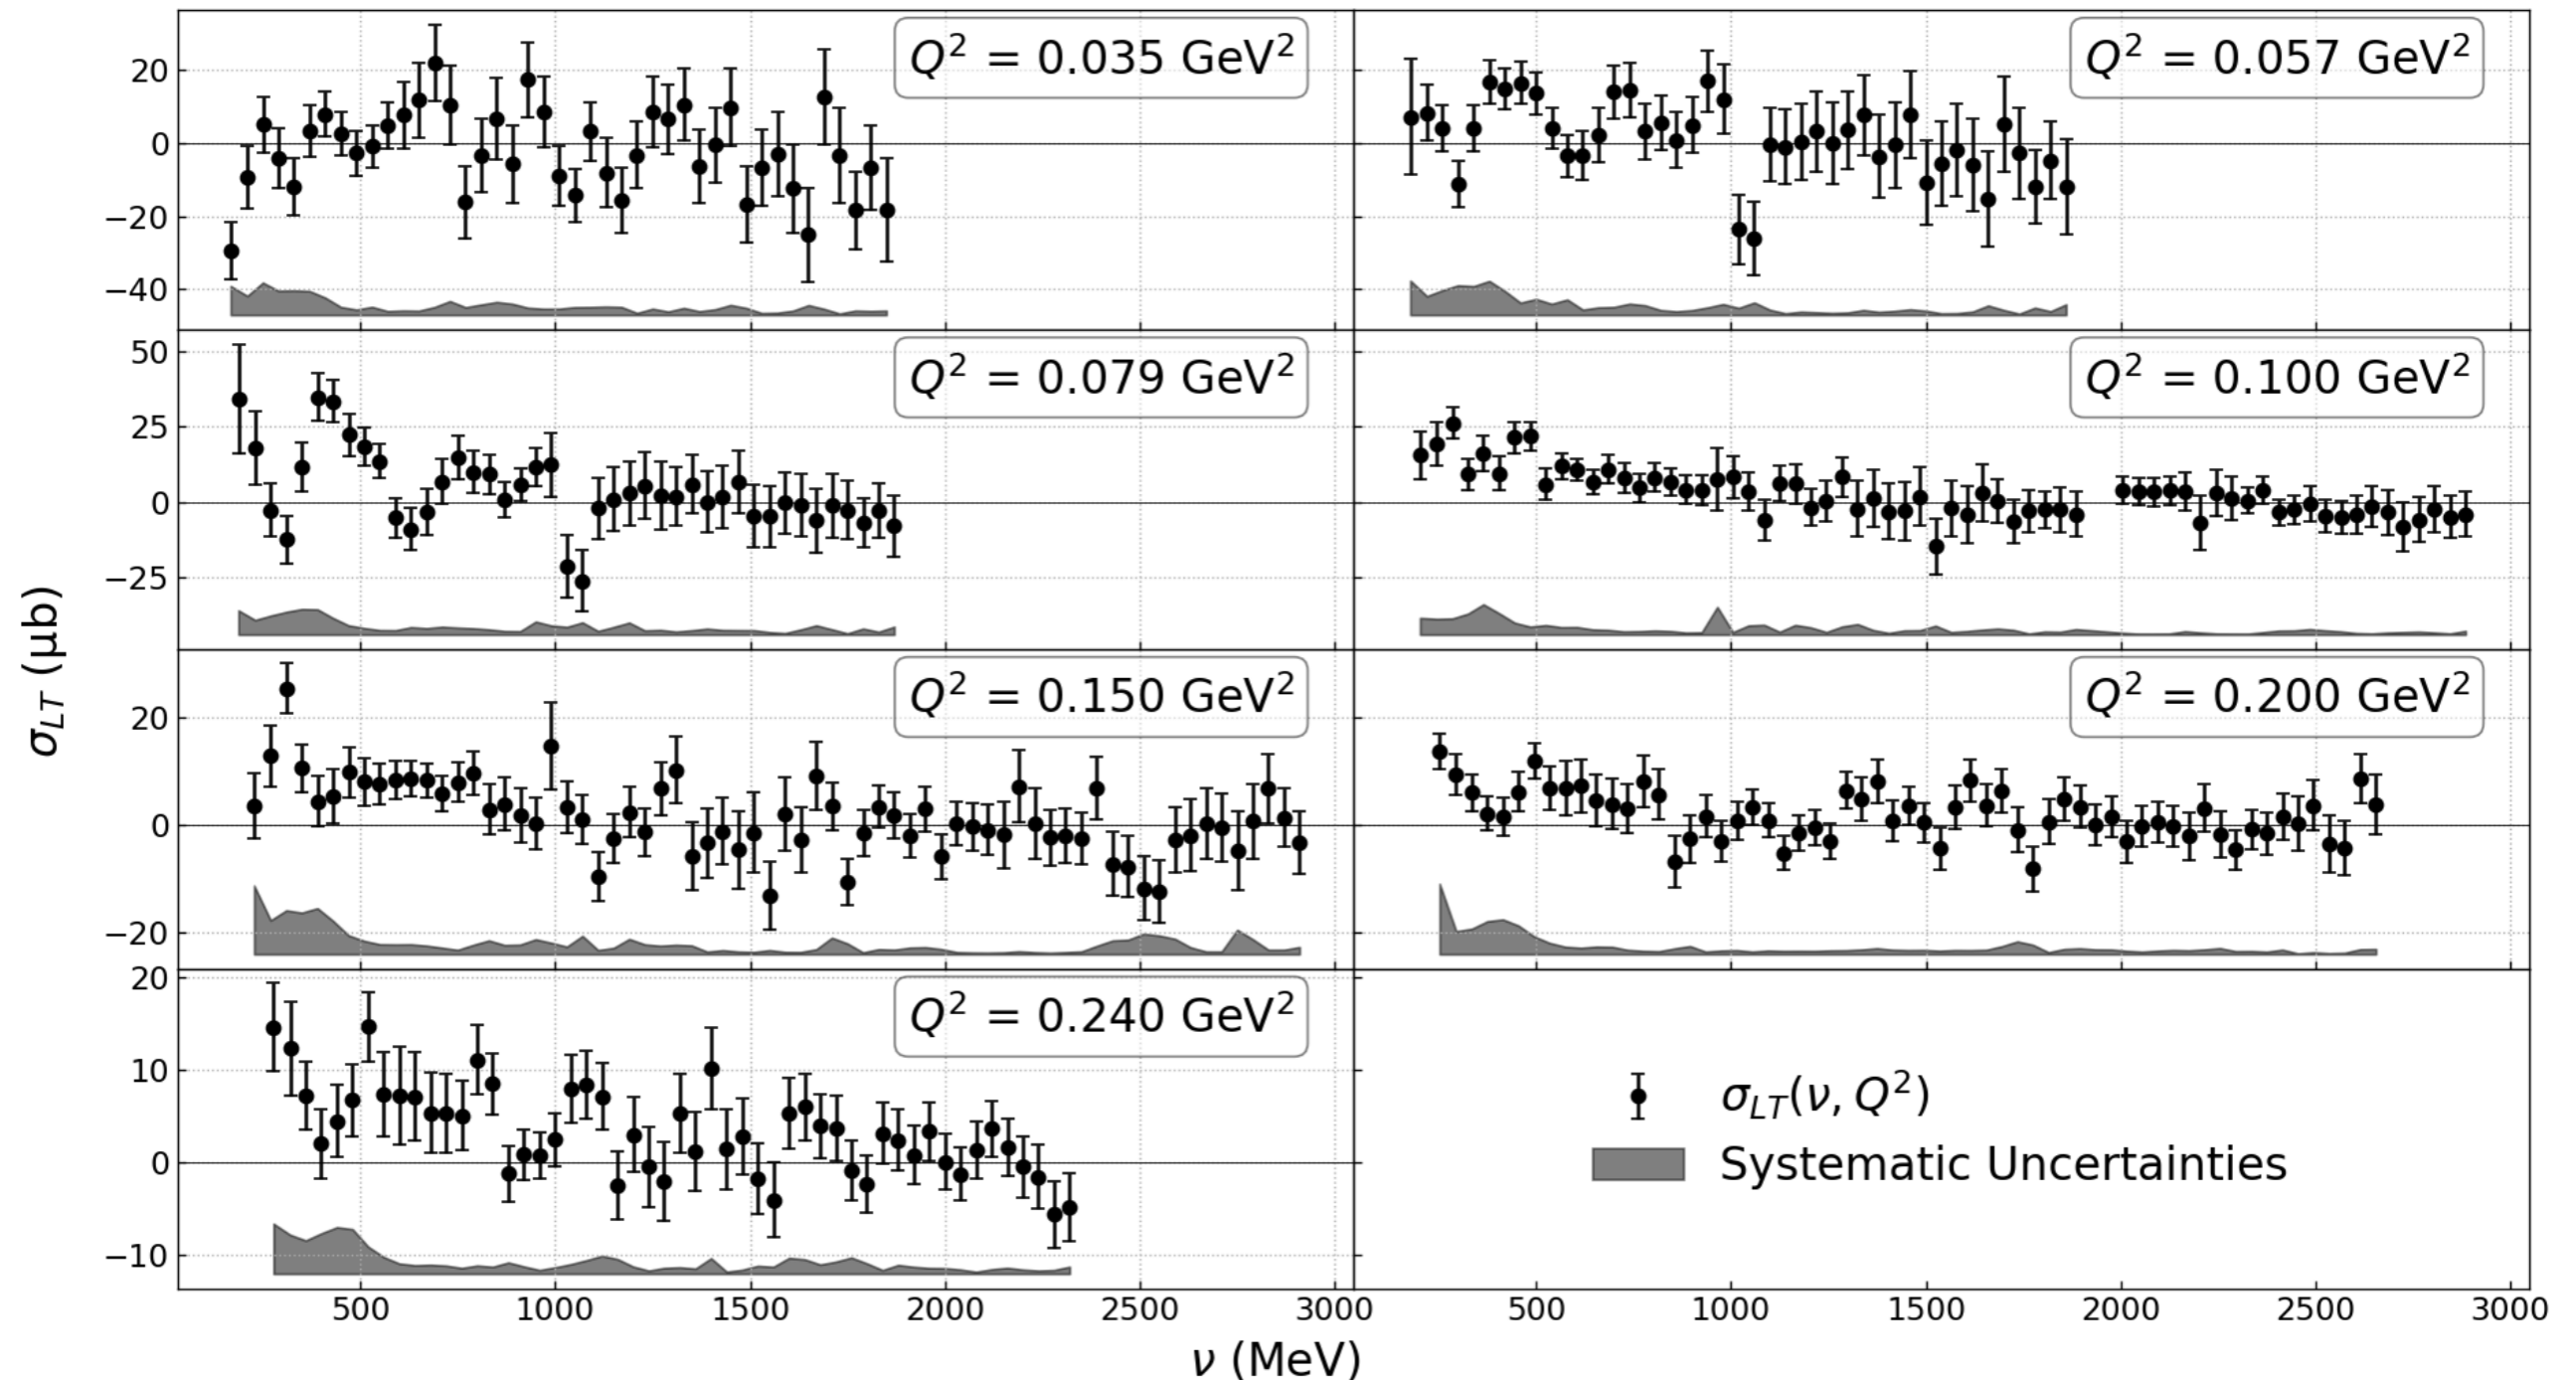 σLT (μb)
20
0
−20
−40
Q² = 0.035 GeV²
Q² = 0.057 GeV²
50
25
0
−25
Q² = 0.079 GeV²
Q² = 0.100 GeV²
20
0
−20
Q² = 0.150 GeV²
Q² = 0.200 GeV²
20
10
0
−10
Q² = 0.240 GeV²
σLT(ν, Q²)
Systematic Uncertainties
500 1000 1500 2000 2500 3000 500 1000 1500 2000 2500 3000
ν (MeV)